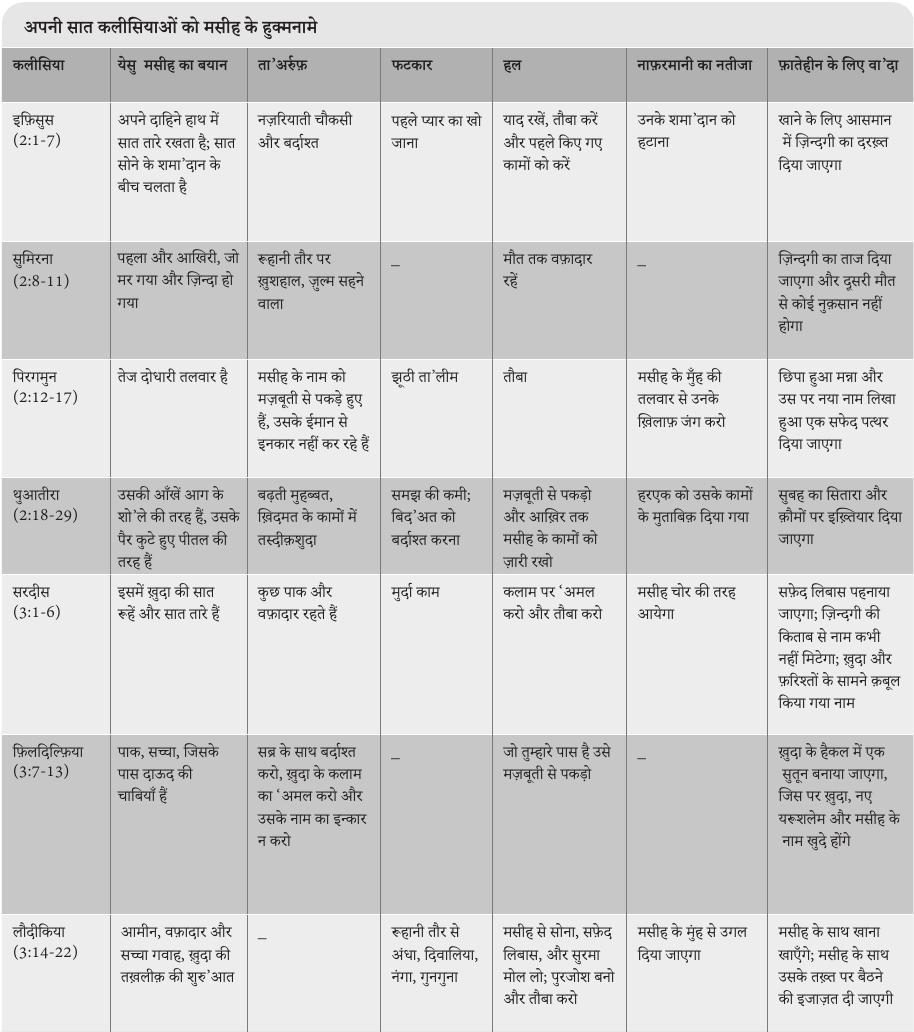 अपनी सात कलीसियाओं को मसीह के हुक्मनामे
कलीसिया
येसु मसीह का बयान
ता’अर्रुफ़
फटकार
हल
नाफ़रमानी का नतीजा
फ़ातेहीन के लिए वा’दा
इफ़िसुस
(2:1-7)
अपने दाहिने हाथ में
सात तारे रखता है; सात
सोने के शमा’दान के
बीच चलता है
नज़रियाती चौकसी
और बर्दाश्त
पहले प्यार का खो
जाना
याद रखें, तौबा करें
और पहले किए गए
कामों को करें
उनके शमा’दान को
हटाना
खाने के लिए आसमान
में ज़िन्दगी का दरख़्त
दिया जाएगा
सुमिरना
(2:8-11)
पहला और आखिरी, जो
मर गया और ज़िन्दा हो
गया
रूहानी तौर पर
ख़ुशहाल, ज़ुल्म सहने
वाला
–
मौत तक वफ़ादार
रहें
–
ज़िन्दगी का ताज दिया
जाएगा और दूसरी मौत
से कोई नुक़सान नहीं
होगा
पिरगमुन
(2:12-17)
तेज दोधारी तलवार है
मसीह के नाम को
मज़बूती से पकड़े हुए
हैं, उसके ईमान से
इनकार नहीं कर रहे हैं
झूठी ता’लीम
तौबा
मसीह के मुँह की
तलवार से उनके
ख़िलाफ़ जंग करो
छिपा हुआ मन्ना और
उस पर नया नाम लिखा
हुआ एक सफेद पत्थर
दिया जाएगा
थुआतीरा
(2:18-29)
उसकी आँखें आग के
शो’ले की तरह हैं, उसके
पैर कुटे हुए पीतल की
तरह हैं
बढ़ती मुहब्बत,
ख़िदमत के कामों में
तस्दीक़शुदा
समझ की कमी;
बिद’अत को
बर्दाश्त करना
मज़बूती से पकड़ो
और आख़िर तक
मसीह के कामों को
ज़ारी रखो
हरएक को उसके कामों
के मुताबिक़ दिया गया
सुबह का सितारा और
क़ौमों पर इख़्तियार दिया
जाएगा
सरदीस
(3:1-6)
इसमें ख़ुदा की सात
रूहें और सात तारे हैं
कुछ पाक और
वफ़ादार रहते हैं
मुर्दा काम
कलाम पर ‘अमल
करो और तौबा करो
मसीह चोर की तरह
आयेगा
सफ़ेद लिबास पहनाया
जाएगा; ज़िन्दगी की
किताब से नाम कभी
नहीं मिटेगा; ख़ुदा और
फ़रिश्तों के सामने क़बूल
किया गया नाम
फ़िलदिल्फ़िया
(3:7-13)
पाक, सच्चा, जिसके
पास दाऊद की
चाबियाँ हैं
सब्र के साथ बर्दाश्त
करो, ख़ुदा के कलाम
का ‘अमल करो और
उसके नाम का इन्कार
न करो
–
जो तुम्हारे पास है उसे
मज़बूती से पकड़ो
–
ख़ुदा के हैकल में एक
सुतून बनाया जाएगा,
जिस पर ख़ुदा, नए
यरूशलेम और मसीह के
नाम खुदे होंगे
लौदीकिया
(3:14-22)
आमीन, वफ़ादार और
सच्चा गवाह, ख़ुदा की
तख़लीक़ की शुरु’आत
–
रूहानी तौर से
अंधा, दिवालिया,
नंगा, गुनगुना
मसीह से सोना, सफ़ेद
लिबास, और सुरमा
मोल लो; पुरजोश बनो
और तौबा करो
मसीह के मुंह से उगल
दिया जाएगा
मसीह के साथ खाना
खाएँगे; मसीह के साथ
उसके तख़्त पर बैठने
की इजाज़त दी जाएगी